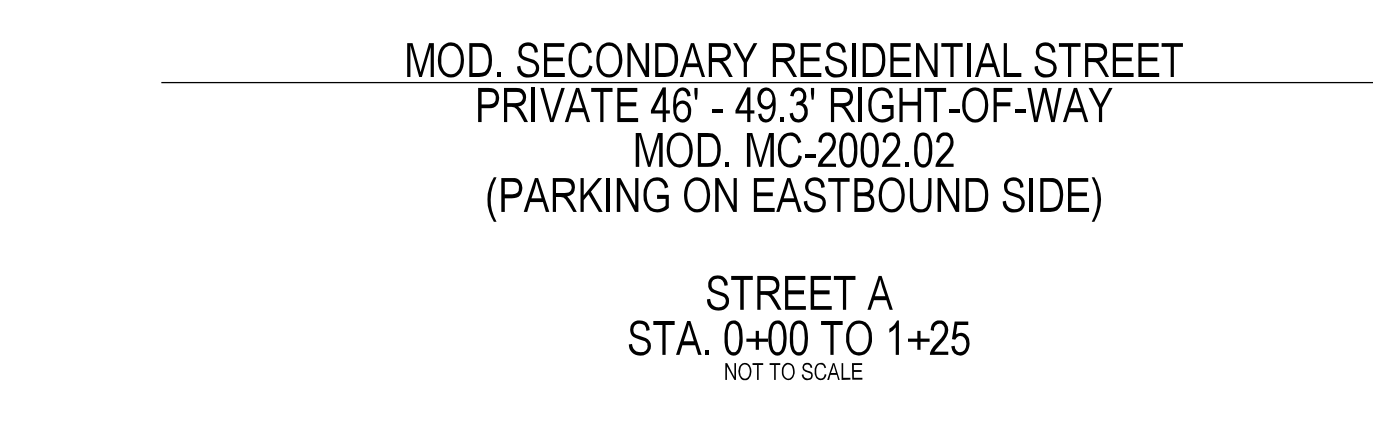 MOD. SECONDARY RESIDENTIAL STREET
PRIVATE 46' - 49.3' RIGHT-OF-WAY
MOD. MC-2002.02
(PARKING ON EASTBOUND SIDE)
STREET A
STA. 0+00 TO 1+25
NOT TO SCALE